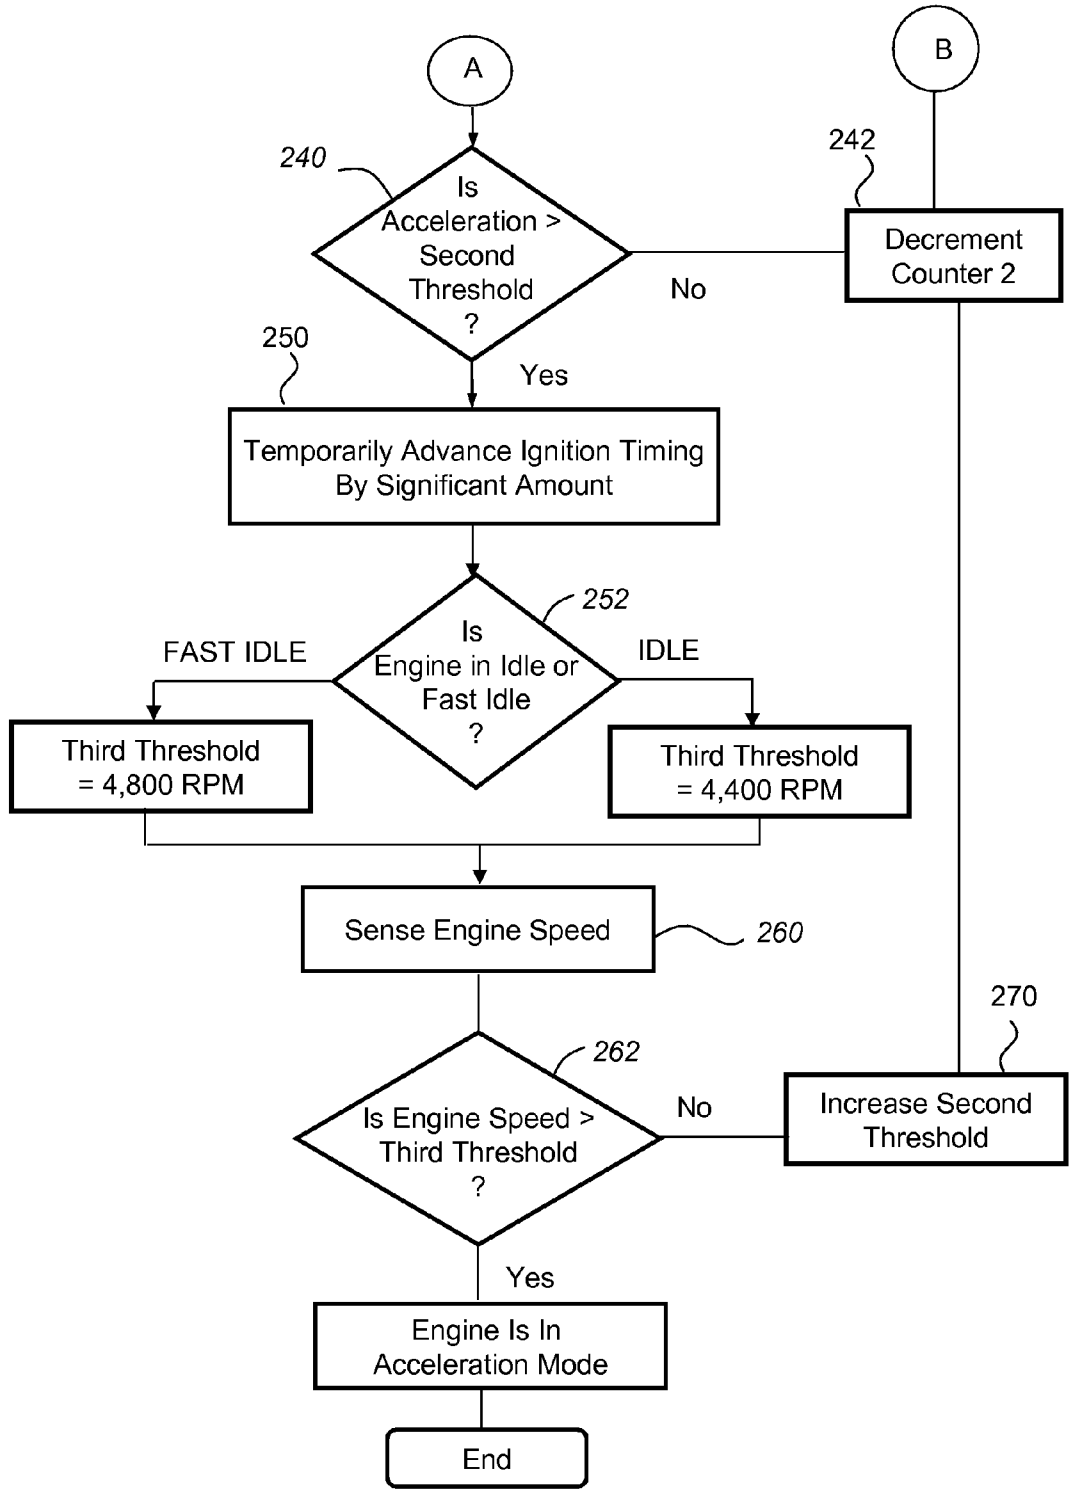 A
B
240
242
Is
Acceleration >
Second
Threshold
?
No
Decrement
Counter 2
Yes
250
Temporarily Advance Ignition Timing
By Significant Amount
252
Is
Engine in Idle or
Fast Idle
?
FAST IDLE
IDLE
Third Threshold
= 4,800 RPM
Third Threshold
= 4,400 RPM
Sense Engine Speed
260
262
Is Engine Speed >
Third Threshold
?
No
270
Increase Second
Threshold
Yes
Engine Is In
Acceleration Mode
End